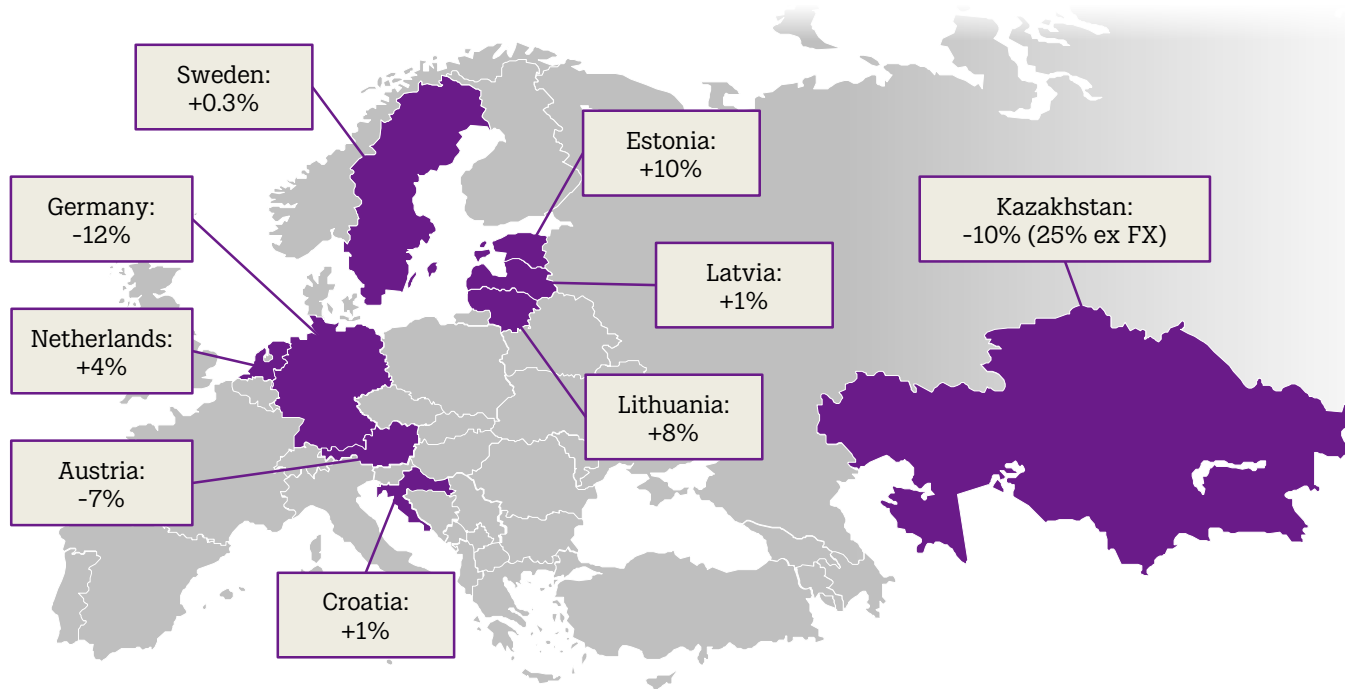 Sweden:
+0.3%
Estonia:
+10%
Germany:
-12%
Kazakhstan:
-10% (25% ex FX)
Latvia:
+1%
Netherlands:
+4%
Lithuania:
+8%
Austria:
-7%
Croatia:
+1%